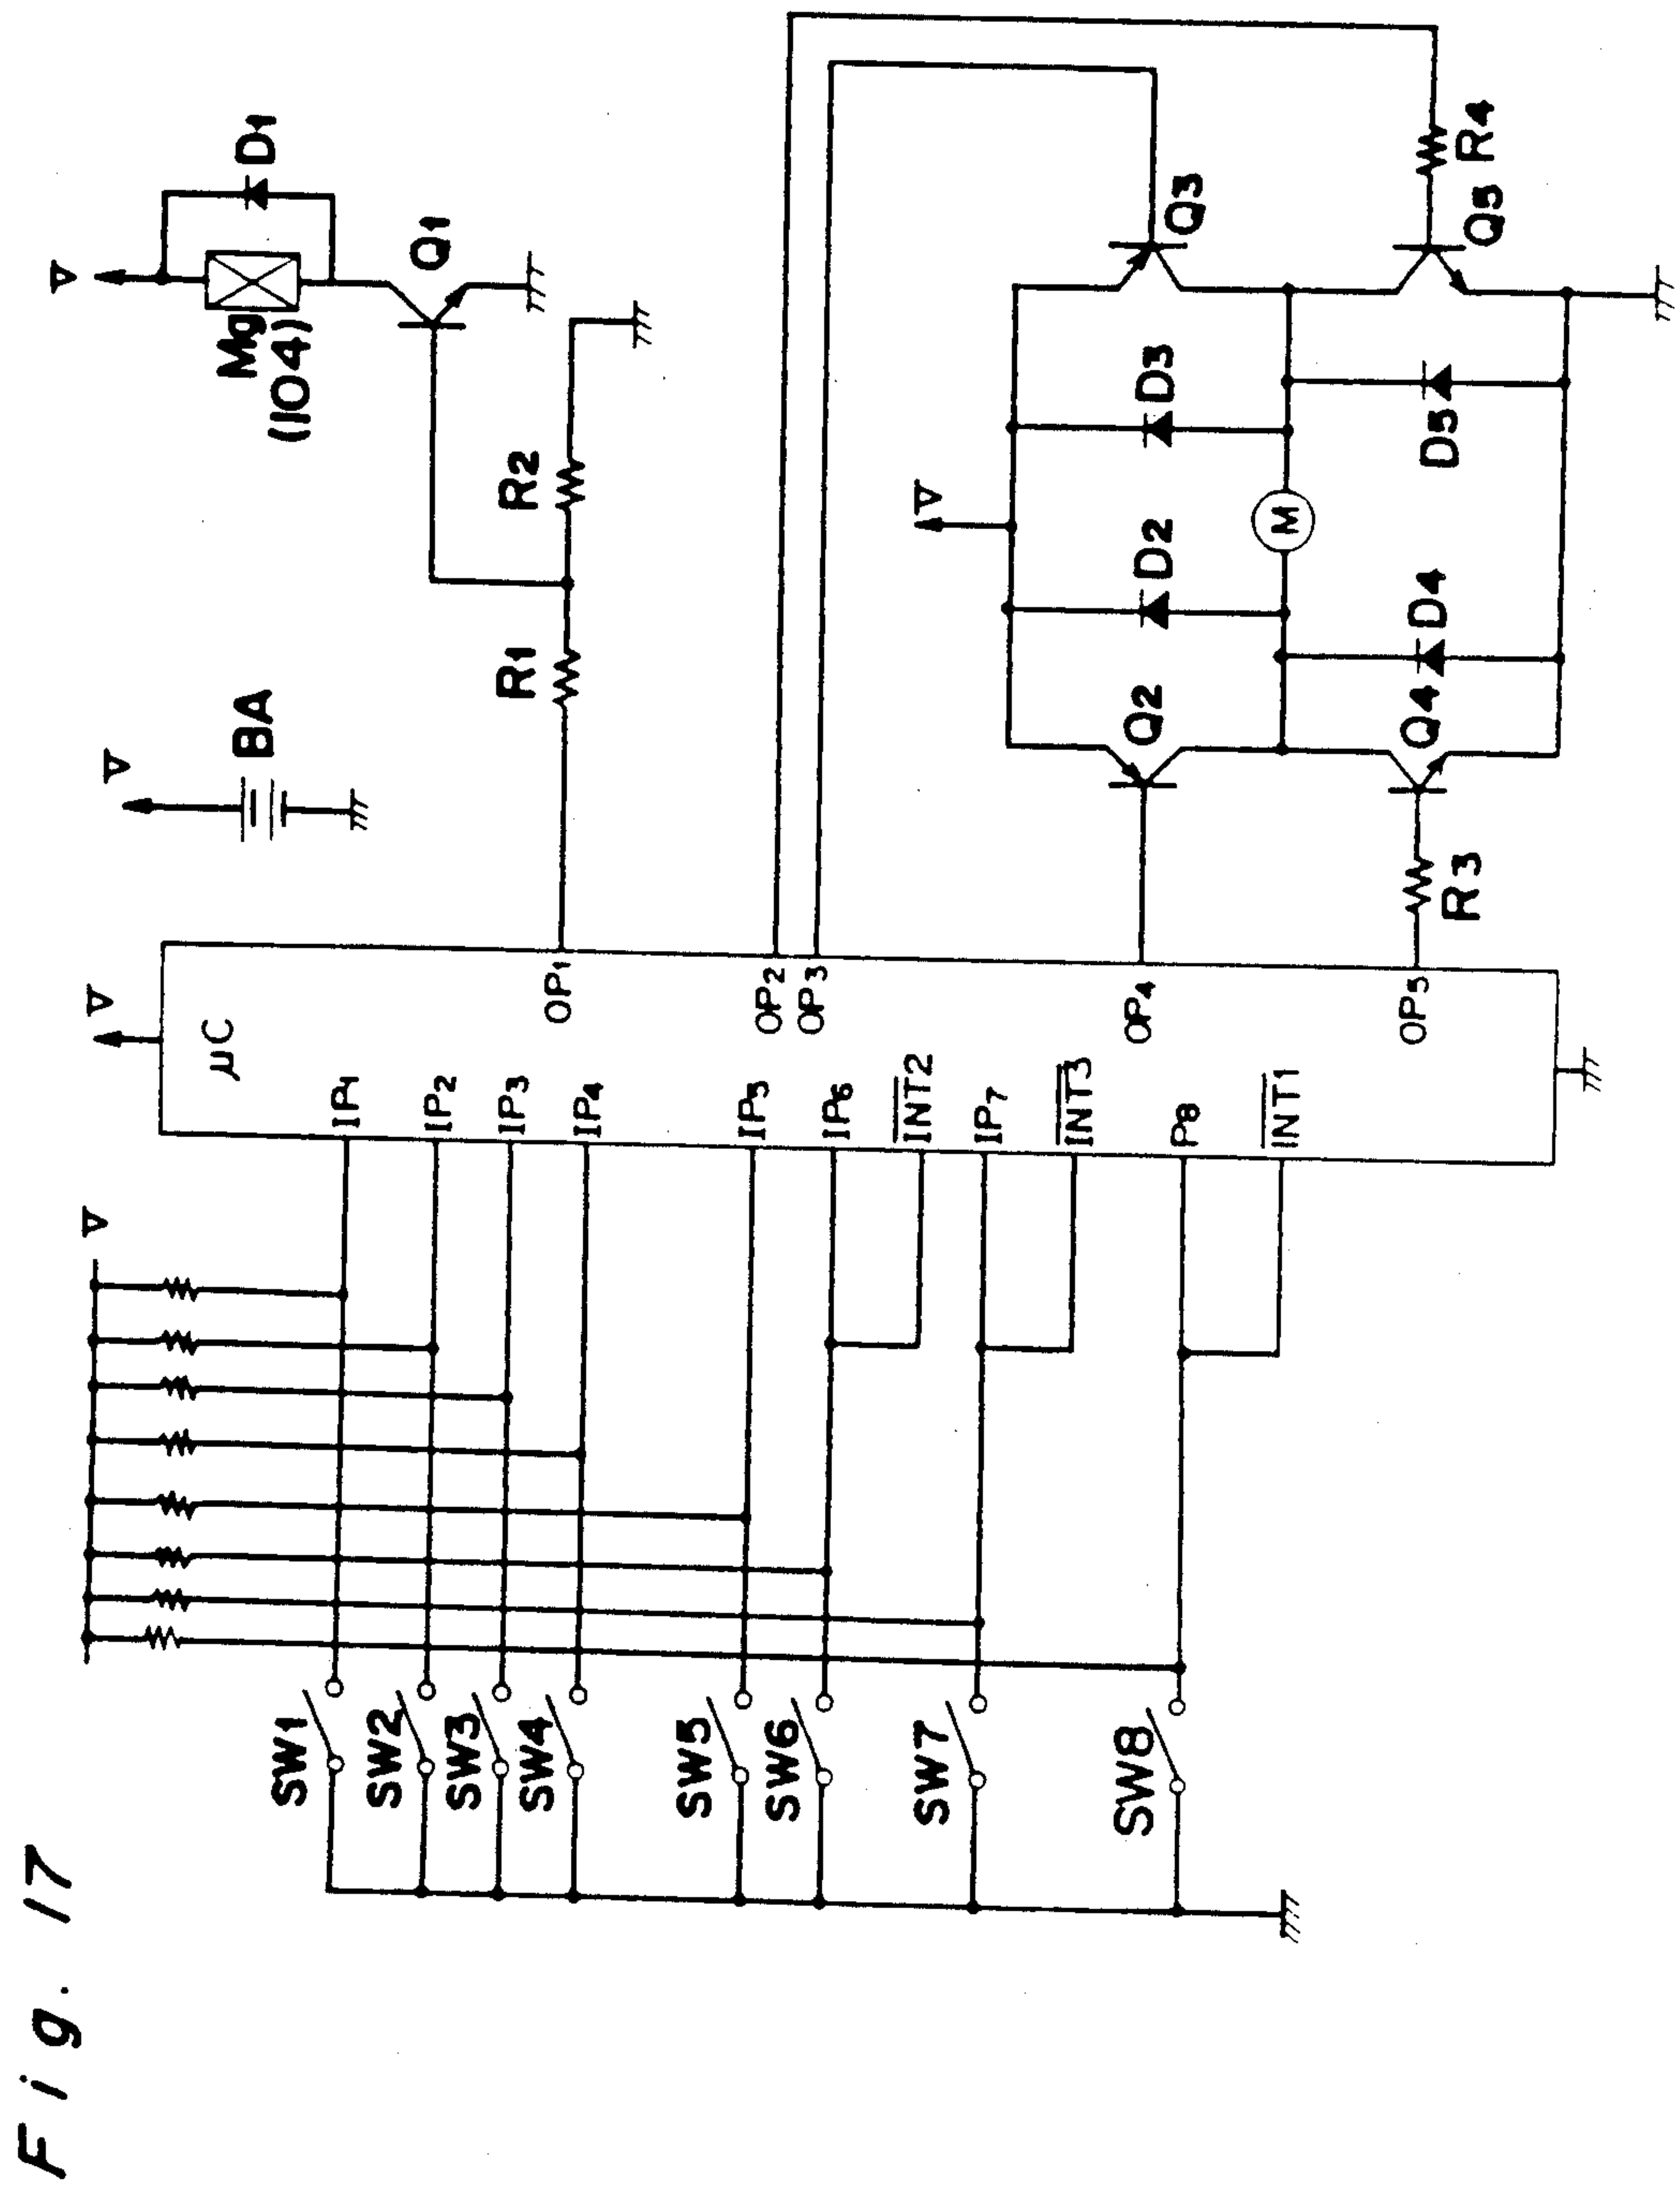 Fig. 17
SW1
SW2
SW3
SW4
SW5
SW6
SW7
SW8
V
V
μC
IP1
IP2
IP3
IP4
IP5
IP6
INT2
IP7
INT3
P8
INT1
OP1
OP2
OP3
OP4
OP5
V
BA
R1
R2
V
Mg
(104)
D1
Q1
V
Q2
D2
D3
Q3
M
Q4
D4
D5
Q5
R3
R4